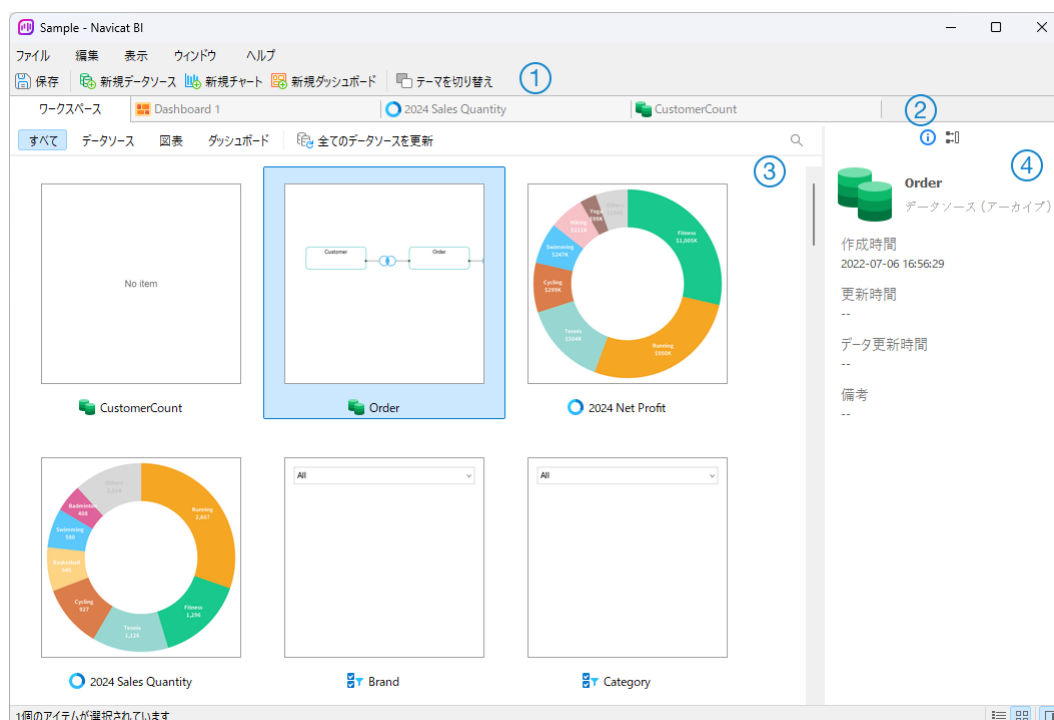 Sample - Navicat BI
ファイル 編集 表示 ウィンドウ ヘルプ
保存 新規データソース 新規チャート 新規ダッシュボード テーマを切り替え ①
ワークスペース Dashboard 1 2024 Sales Quantity CustomerCount ②
すべて データソース 図表 ダッシュボード 全てのデータソースを更新
③
④
Order
データソース (アーカイブ)
作成時間
2022-07-06 16:56:29
更新時間
--
データ更新時間
--
備考
--
No item
Customer Order
Others
Yoga
$95K
Hiking
Swimming
$247K
Cycling
$299K
Tennis
$504K
Running
$950K
Fitness
$1,005K
CustomerCount Order 2024 Net Profit
Others
Badminton
Swimming
Basketball
Cycling
937
Tennis
Fitness
1,296
Running
All
All
2024 Sales Quantity Brand Category
1個のアイテムが選択されています